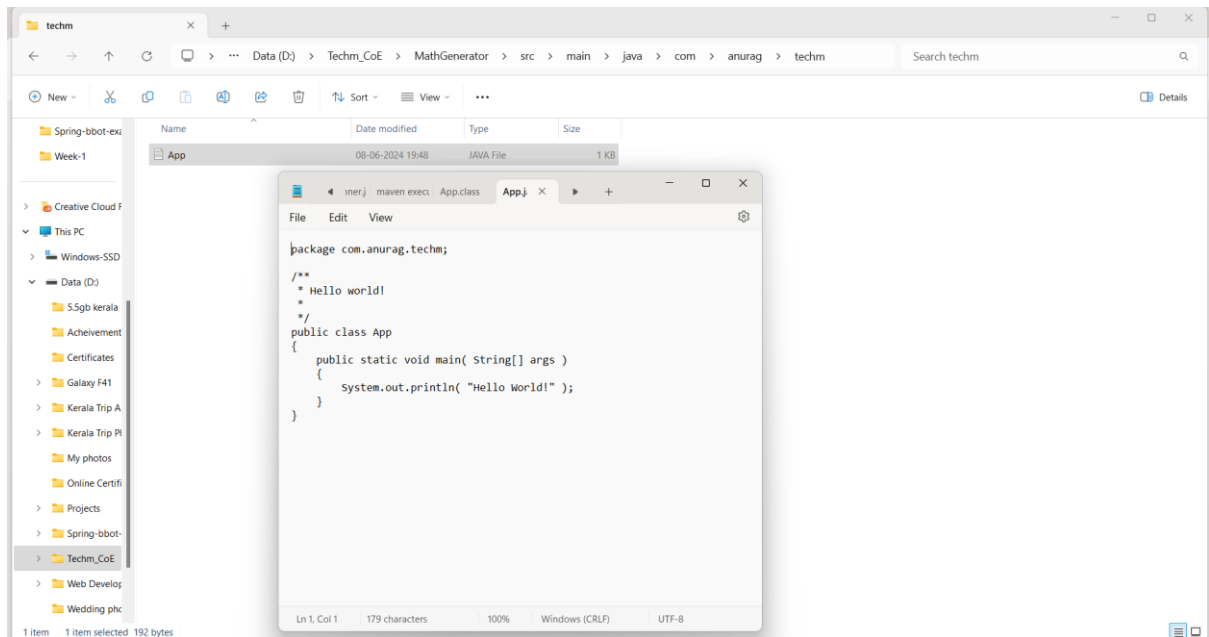 techm
Data (D:) > Techm_CoE > MathGenerator > src > main > java > com > anurag > techm
Search techm
New
Sort
View
Details
Name
Date modified
Type
Size
App
08-06-2024 19:48
JAVA File
1 KB
Spring-bbot-exa
Week-1
Creative Cloud F
This PC
Windows-SSD
Data (D:)
5.5gb kerala
Acheivement
Certificates
Galaxy F41
Kerala Trip A
Kerala Trip Pl
My photos
Online Certifi
Projects
Spring-bbot-
Techm_CoE
Web Develop
Wedding pho
1 item 1 item selected 192 bytes
maven execu App.class App.j
File Edit View
package com.anurag.techm;
/**
* Hello world!
*
*/
public class App
{
public static void main( String[] args )
{
System.out.println( "Hello World!" );
}
}
Ln 1, Col 1 179 characters 100% Windows (CRLF) UTF-8